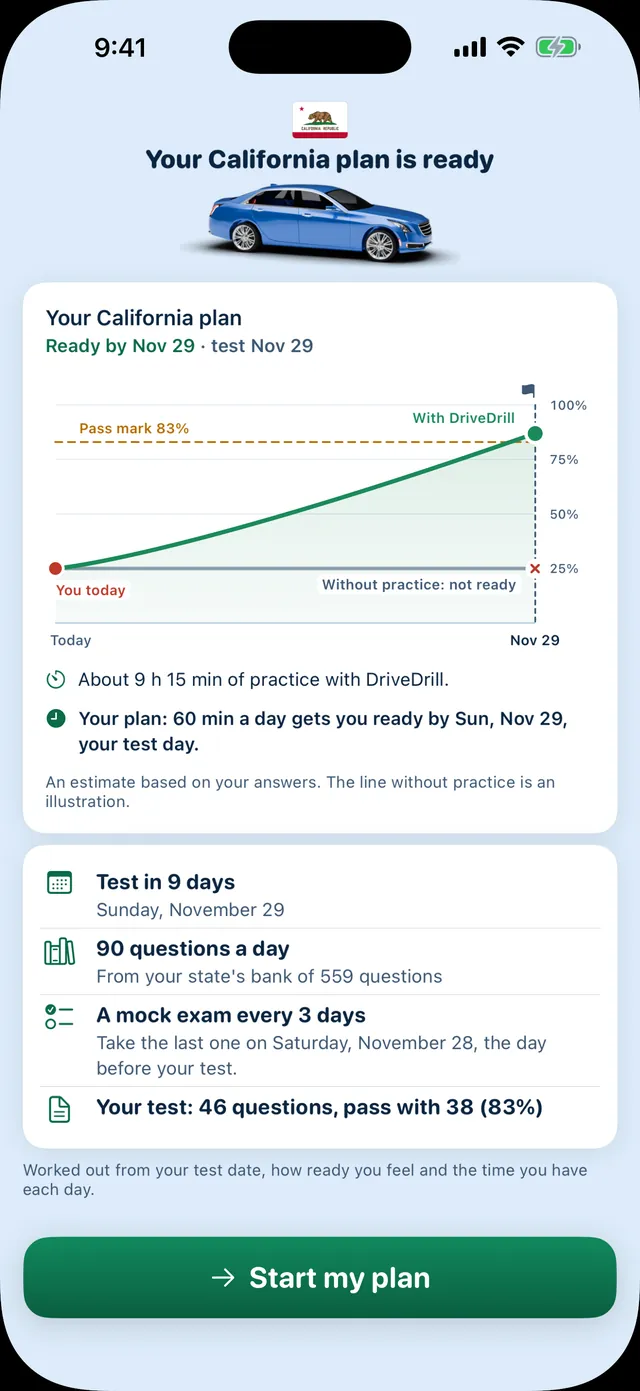 9:41
CALIFORNIA REPUBLIC
Your California plan is ready
Your California plan
Ready by Nov 29 · test Nov 29
100%
With DriveDrill
Pass mark 83%
75%
50%
25%
You today
Without practice: not ready
Today
Nov 29
About 9 h 15 min of practice with DriveDrill.
Your plan: 60 min a day gets you ready by Sun, Nov 29,
your test day.
An estimate based on your answers. The line without practice is an
illustration.
Test in 9 days
Sunday, November 29
90 questions a day
From your state's bank of 559 questions
A mock exam every 3 days
Take the last one on Saturday, November 28, the day
before your test.
Your test: 46 questions, pass with 38 (83%)
Worked out from your test date, how ready you feel and the time you have
each day.
Start my plan